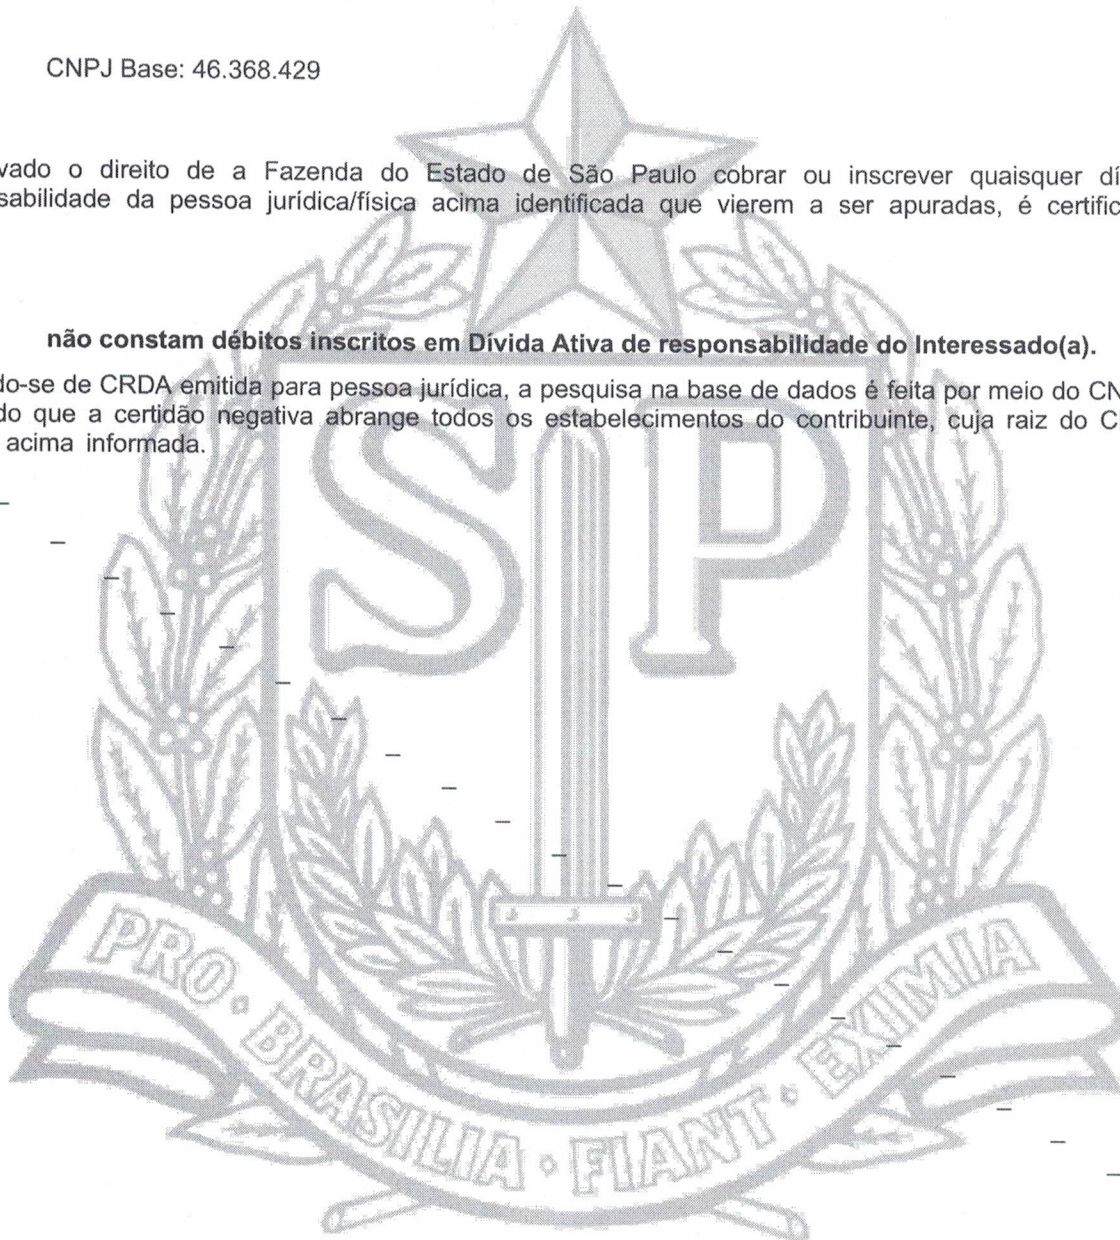 CNPJ Base: 46.368.429
vado o direito de a Fazenda do Estado de São Paulo cobrar ou inscrever quaisquer dí
sabilidade da pessoa jurídica/física acima identificada que vierem a ser apuradas, é certific
não constam débitos inscritos em Dívida Ativa de responsabilidade do Interessado(a).
do-se de CRDA emitida para pessoa jurídica, a pesquisa na base de dados é feita por meio do CN
do que a certidão negativa abrange todos os estabelecimentos do contribuinte, cuja raiz do C
acima informada.
SP
PRO · BRASILIA · FIANT · EXIMIA